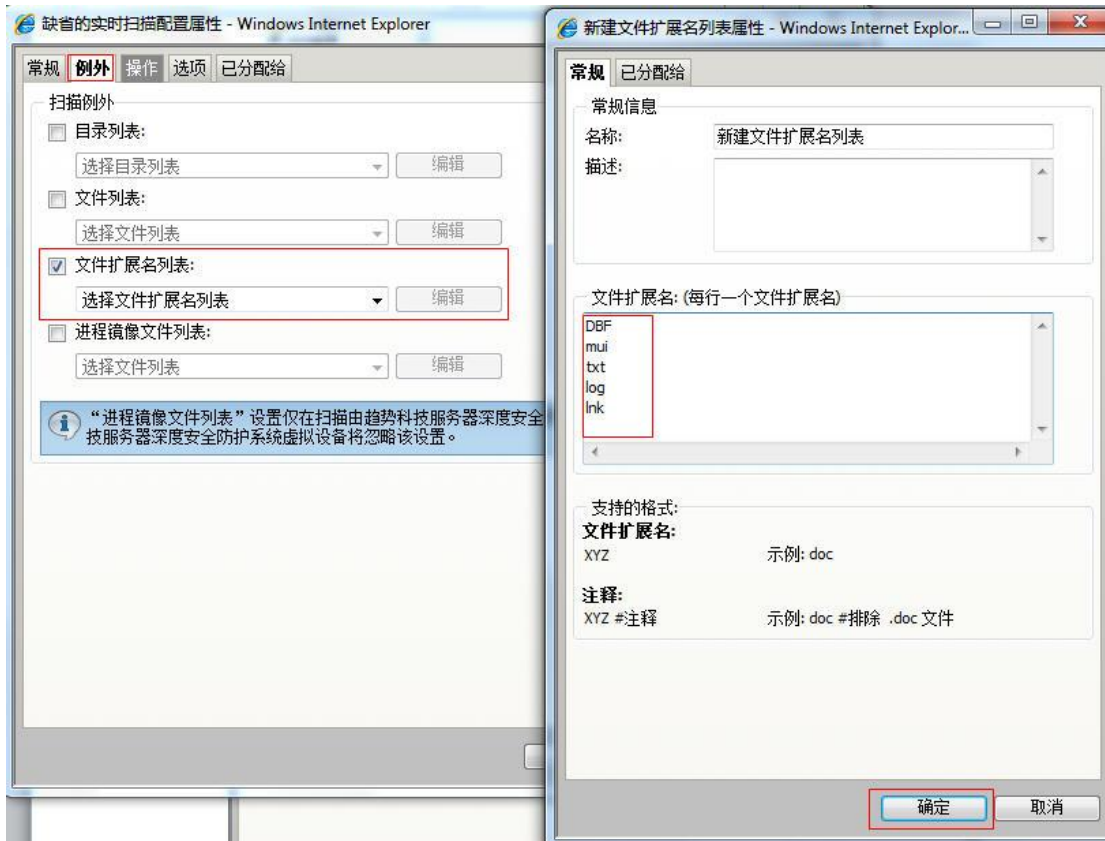 缺省的实时扫描配置属性 - Windows Internet Explorer
常规 例外 操作 选项 已分配给
扫描例外
目录列表:
选择目录列表 编辑
文件列表:
选择文件列表 编辑
文件扩展名列表:
选择文件扩展名列表 编辑
进程镜像文件列表:
选择文件列表 编辑
“进程镜像文件列表”设置仅在扫描由趋势科技服务器深度安全
技服务器深度安全防护系统虚拟设备将忽略该设置。
新建文件扩展名列表属性 - Windows Internet Explor...
常规 已分配给
常规信息
名称: 新建文件扩展名列表
描述:
文件扩展名: (每行一个文件扩展名)
DBF
mui
txt
log
lnk
支持的格式:
文件扩展名:
XYZ 示例: doc
注释:
XYZ #注释 示例: doc #排除 .doc 文件
确定 取消